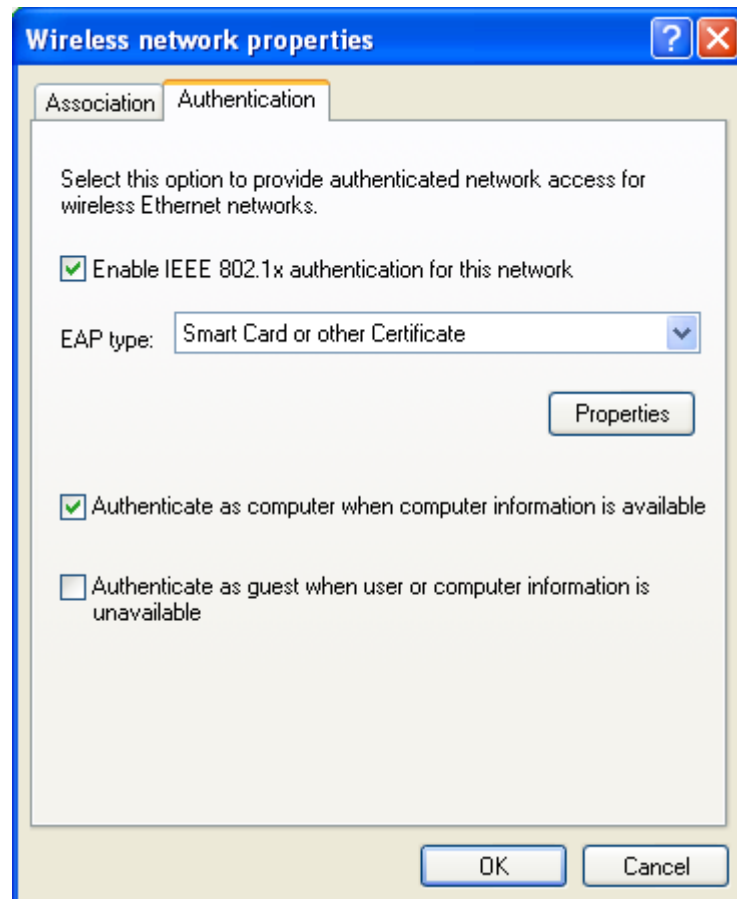 Wireless network properties
Association
Authentication
Select this option to provide authenticated network access for
wireless Ethernet networks.
Enable IEEE 802.1x authentication for this network
EAP type:
Smart Card or other Certificate
Properties
Authenticate as computer when computer information is available
Authenticate as guest when user or computer information is
unavailable
OK
Cancel